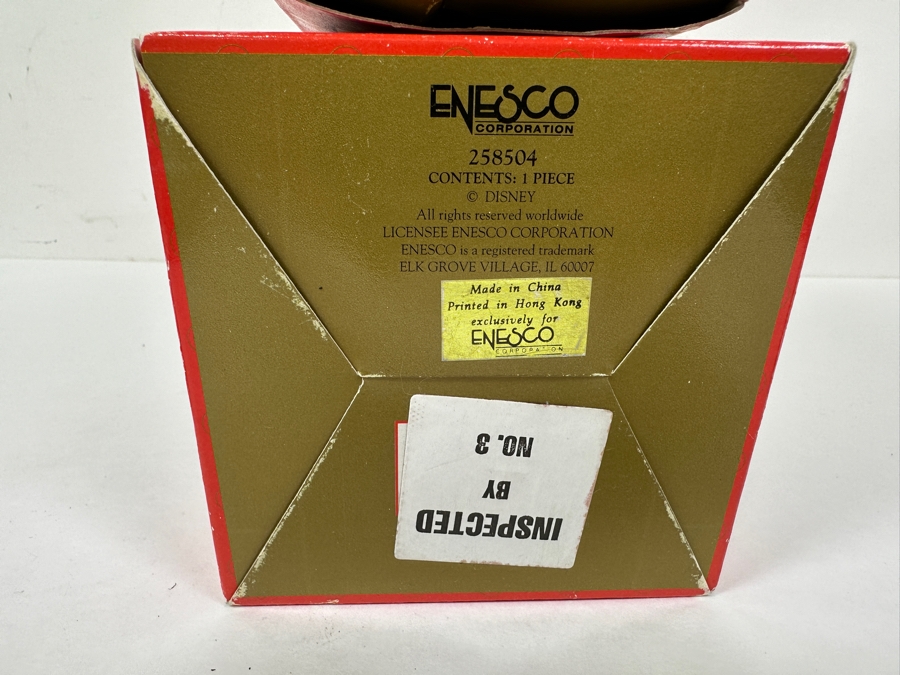 ENESCO
CORPORATION
258504
CONTENTS: 1 PIECE
© DISNEY
All rights reserved worldwide
LICENSEE ENESCO CORPORATION
ENESCO is a registered trademark
ELK GROVE VILLAGE, IL 60007
Made in China
Printed in Hong Kong
exclusively for
ENESCO
CORPORATION
INSPECTED
BY
NO. 3